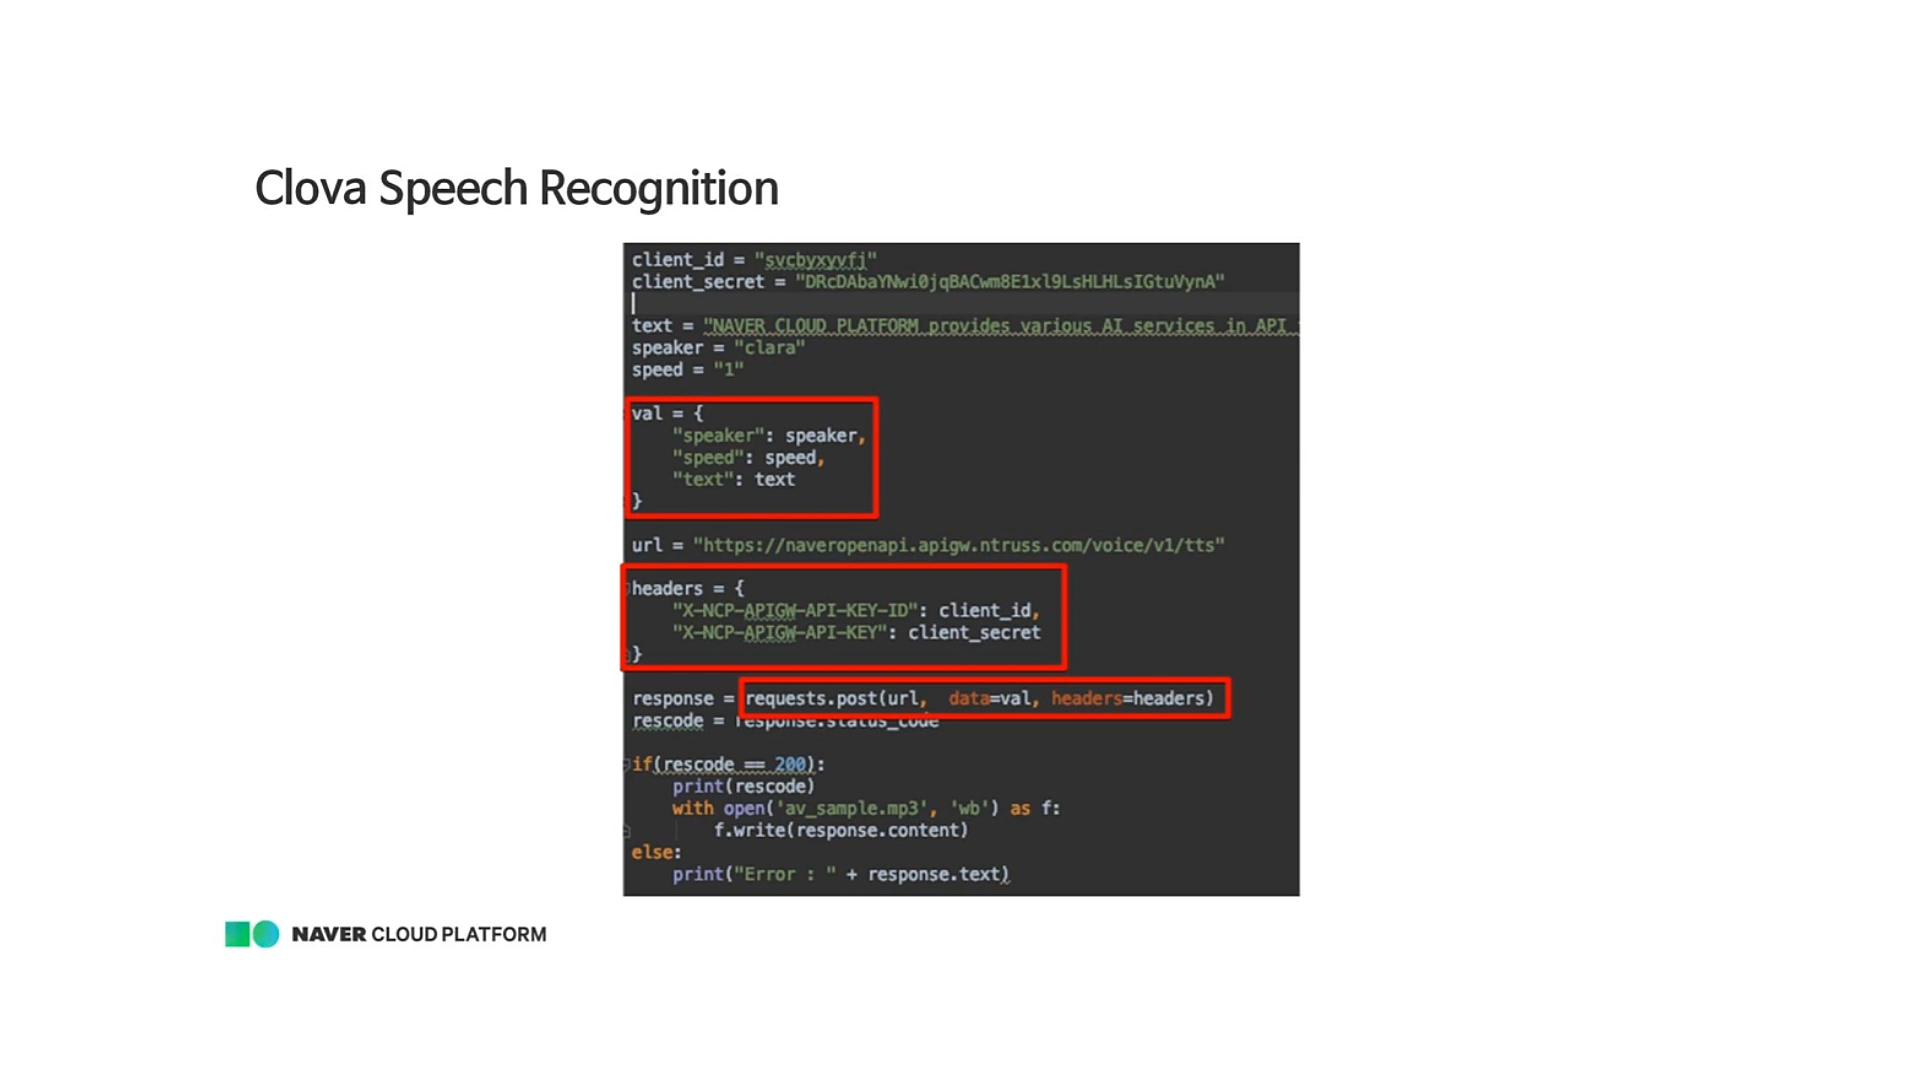 Clova Speech Recognition
client_id = "svcbyxyvfj"
client_secret = "DRcDAbaYNwi0jqBACwm8E1xl9LsHLHLsIGtuVynA"
text = "NAVER CLOUD PLATFORM provides various AI services in API
speaker = "clara"
speed = "1"
val = {
"speaker": speaker,
"speed": speed,
"text": text
}
url = "https://naveropenapi.apigw.ntruss.com/voice/v1/tts"
headers = {
"X-NCP-APIGW-API-KEY-ID": client_id,
"X-NCP-APIGW-API-KEY": client_secret
}
response = requests.post(url, data=val, headers=headers)
rescode = response.status_code
if(rescode == 200):
print(rescode)
with open('av_sample.mp3', 'wb') as f:
f.write(response.content)
else:
print("Error : " + response.text)
NAVER CLOUD PLATFORM